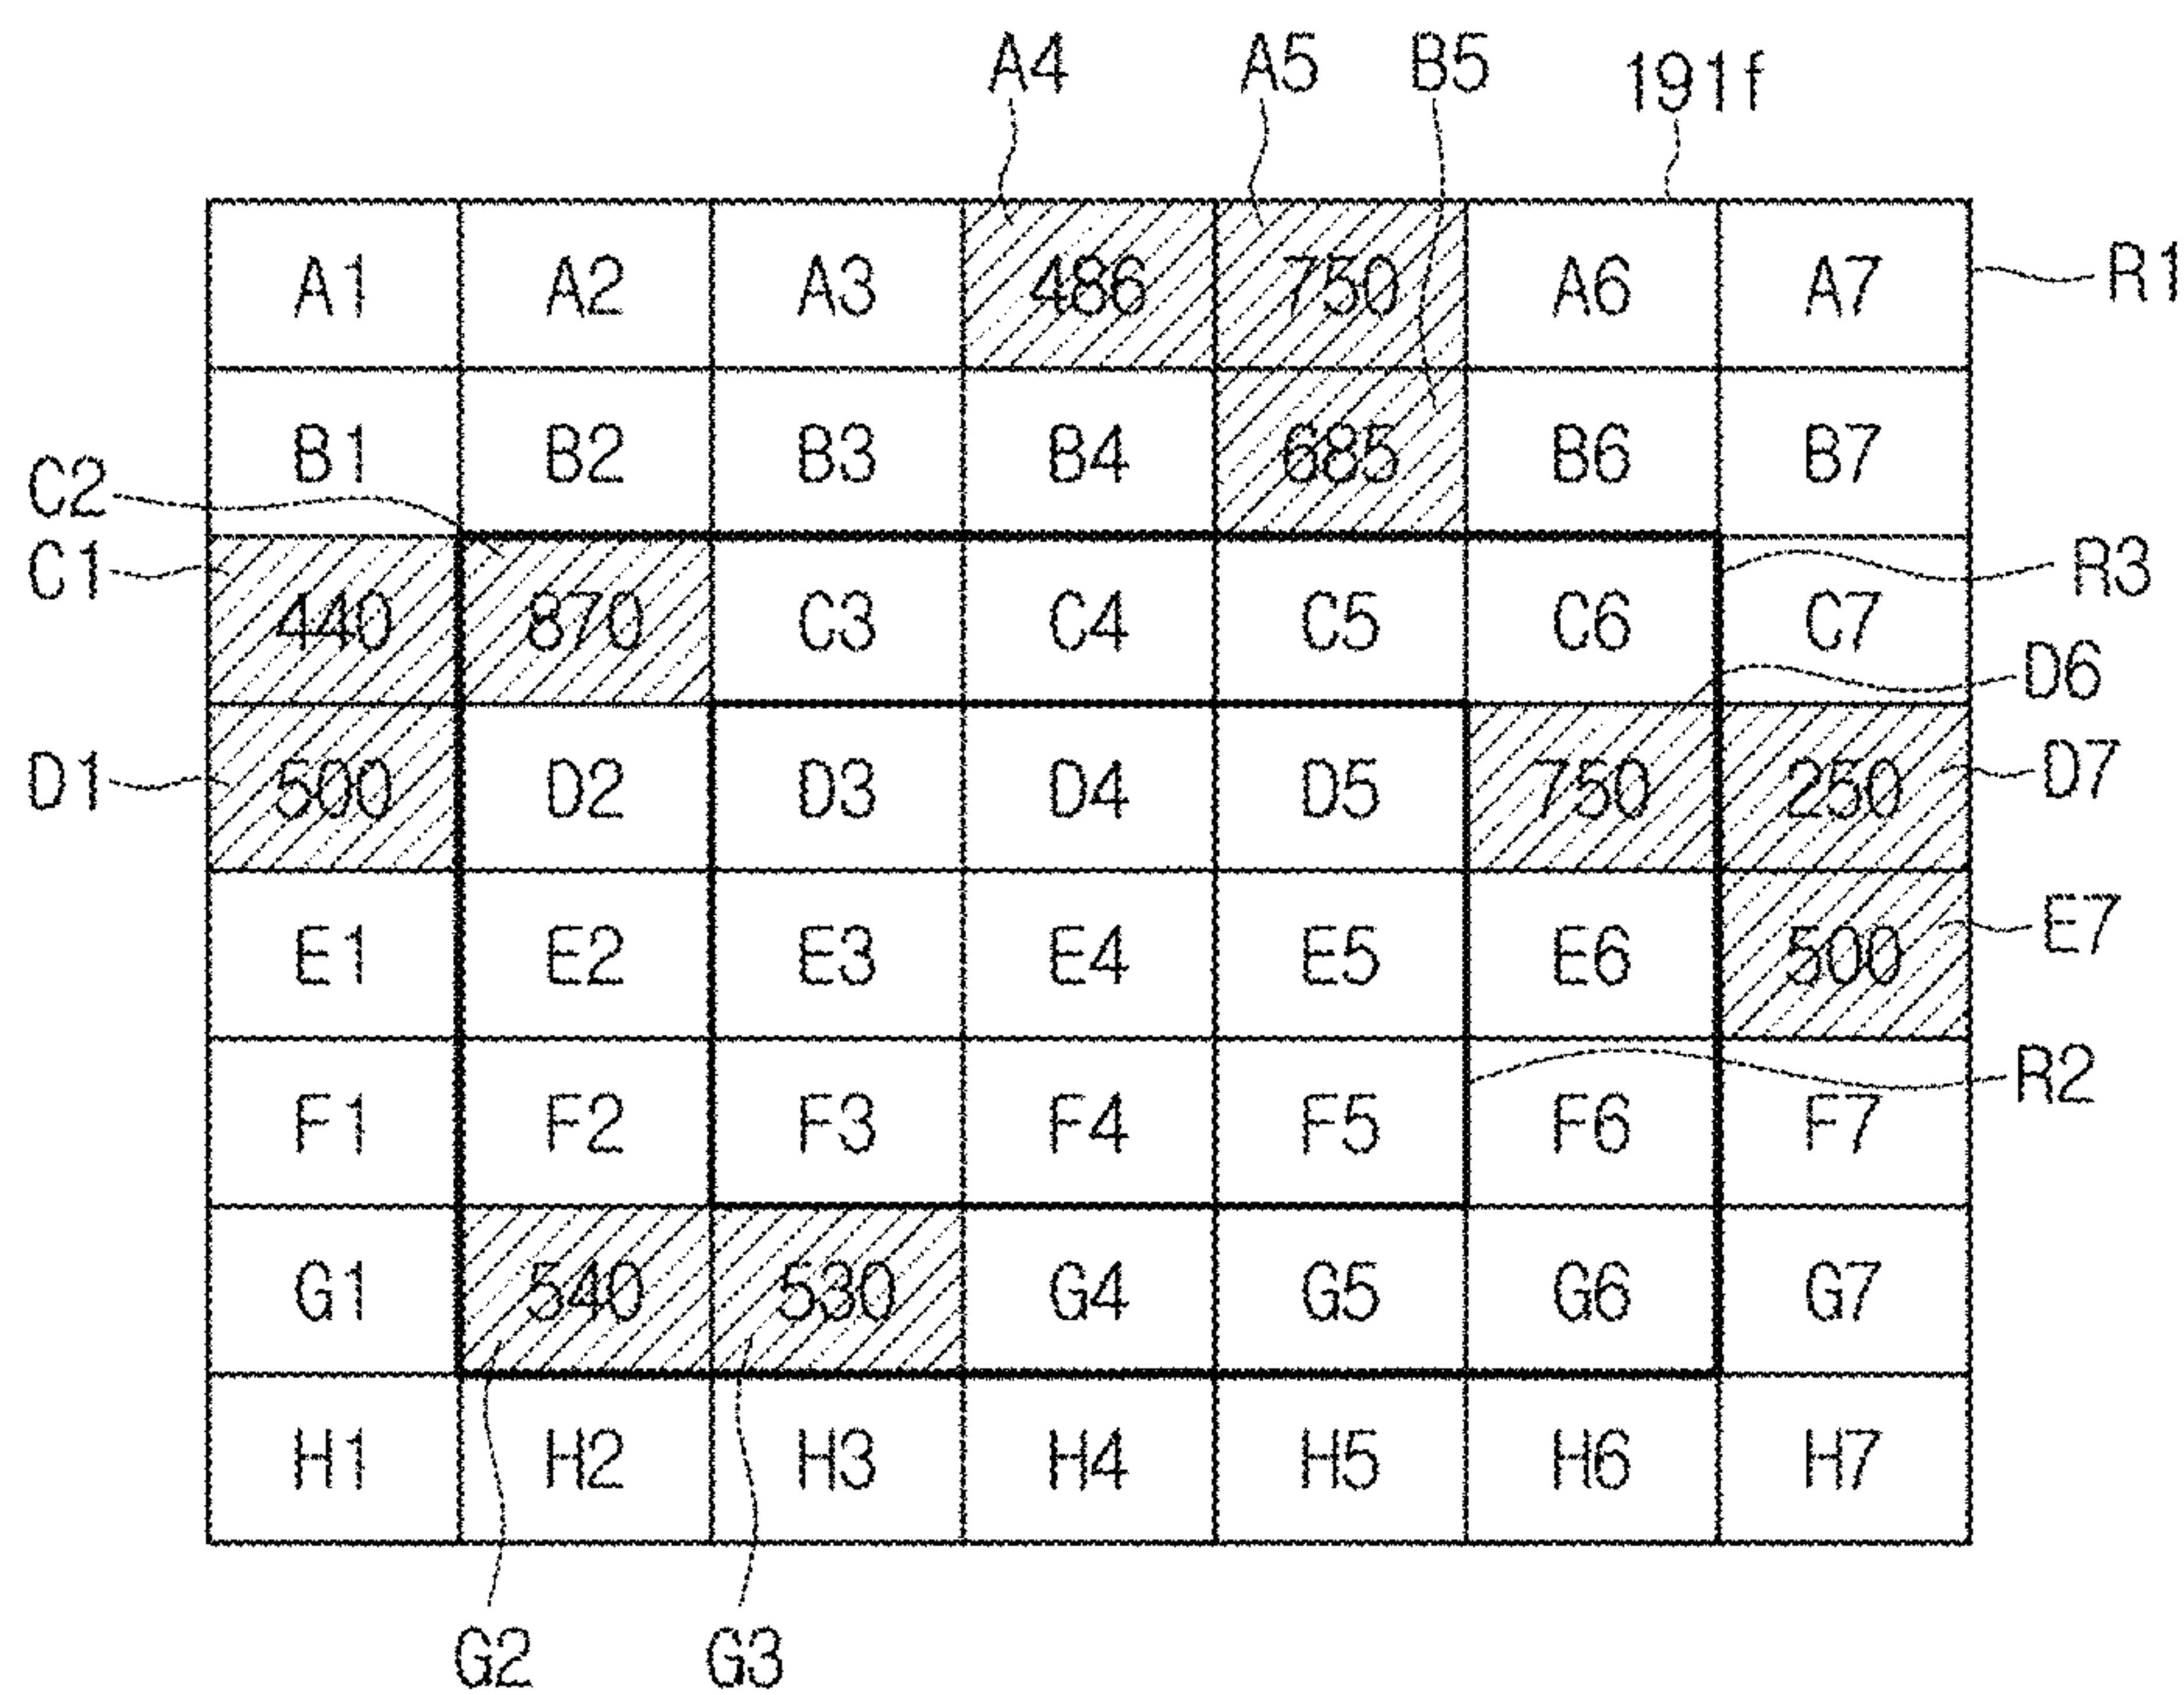 A4 A5 B5 191f
A1 A2 A3 486 750 A6 A7 R1
B1 B2 B3 B4 685 B6 B7
C2
C1 440 870 C3 C4 C5 C6 C7 R3
D6
D1 500 D2 D3 D4 D5 750 250 D7
E1 E2 E3 E4 E5 E6 500 E7
F1 F2 F3 F4 F5 F6 F7 R2
G1 540 530 G4 G5 G6 G7
H1 H2 H3 H4 H5 H6 H7
G2 G3